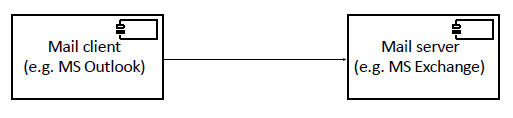 Mail client
(e.g. MS Outlook)
Mail server
(e.g. MS Exchange)